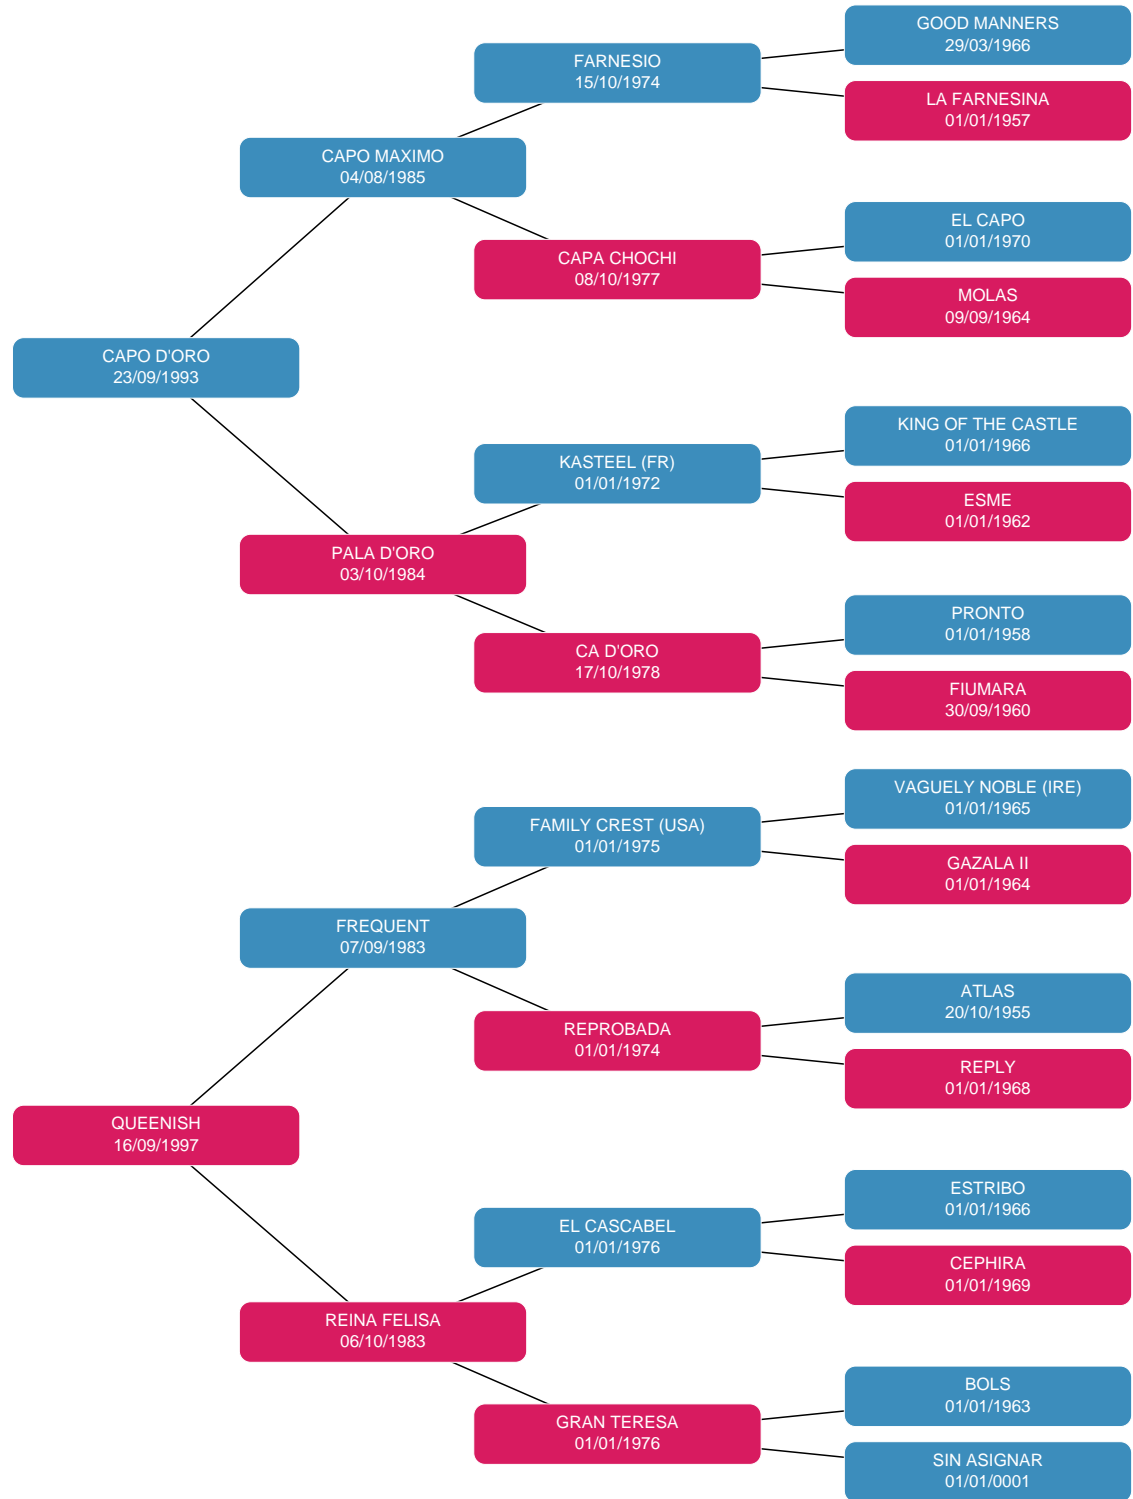 GOOD MANNERS
29/03/1966
FARNESIO
15/10/1974
LA FARNESINA
01/01/1957
CAPO MAXIMO
04/08/1985
EL CAPO
01/01/1970
CAPA CHOCHI
08/10/1977
MOLAS
09/09/1964
CAPO D'ORO
23/09/1993
KING OF THE CASTLE
01/01/1966
KASTEEL (FR)
01/01/1972
ESME
01/01/1962
PALA D'ORO
03/10/1984
PRONTO
01/01/1958
CA D'ORO
17/10/1978
FIUMARA
30/09/1960
VAGUELY NOBLE (IRE)
01/01/1965
FAMILY CREST (USA)
01/01/1975
GAZALA II
01/01/1964
FREQUENT
07/09/1983
ATLAS
20/10/1955
REPROBADA
01/01/1974
REPLY
01/01/1968
QUEENISH
16/09/1997
ESTRIBO
01/01/1966
EL CASCABEL
01/01/1976
CEPHIRA
01/01/1969
REINA FELISA
06/10/1983
BOLS
01/01/1963
GRAN TERESA
01/01/1976
SIN ASIGNAR
01/01/0001